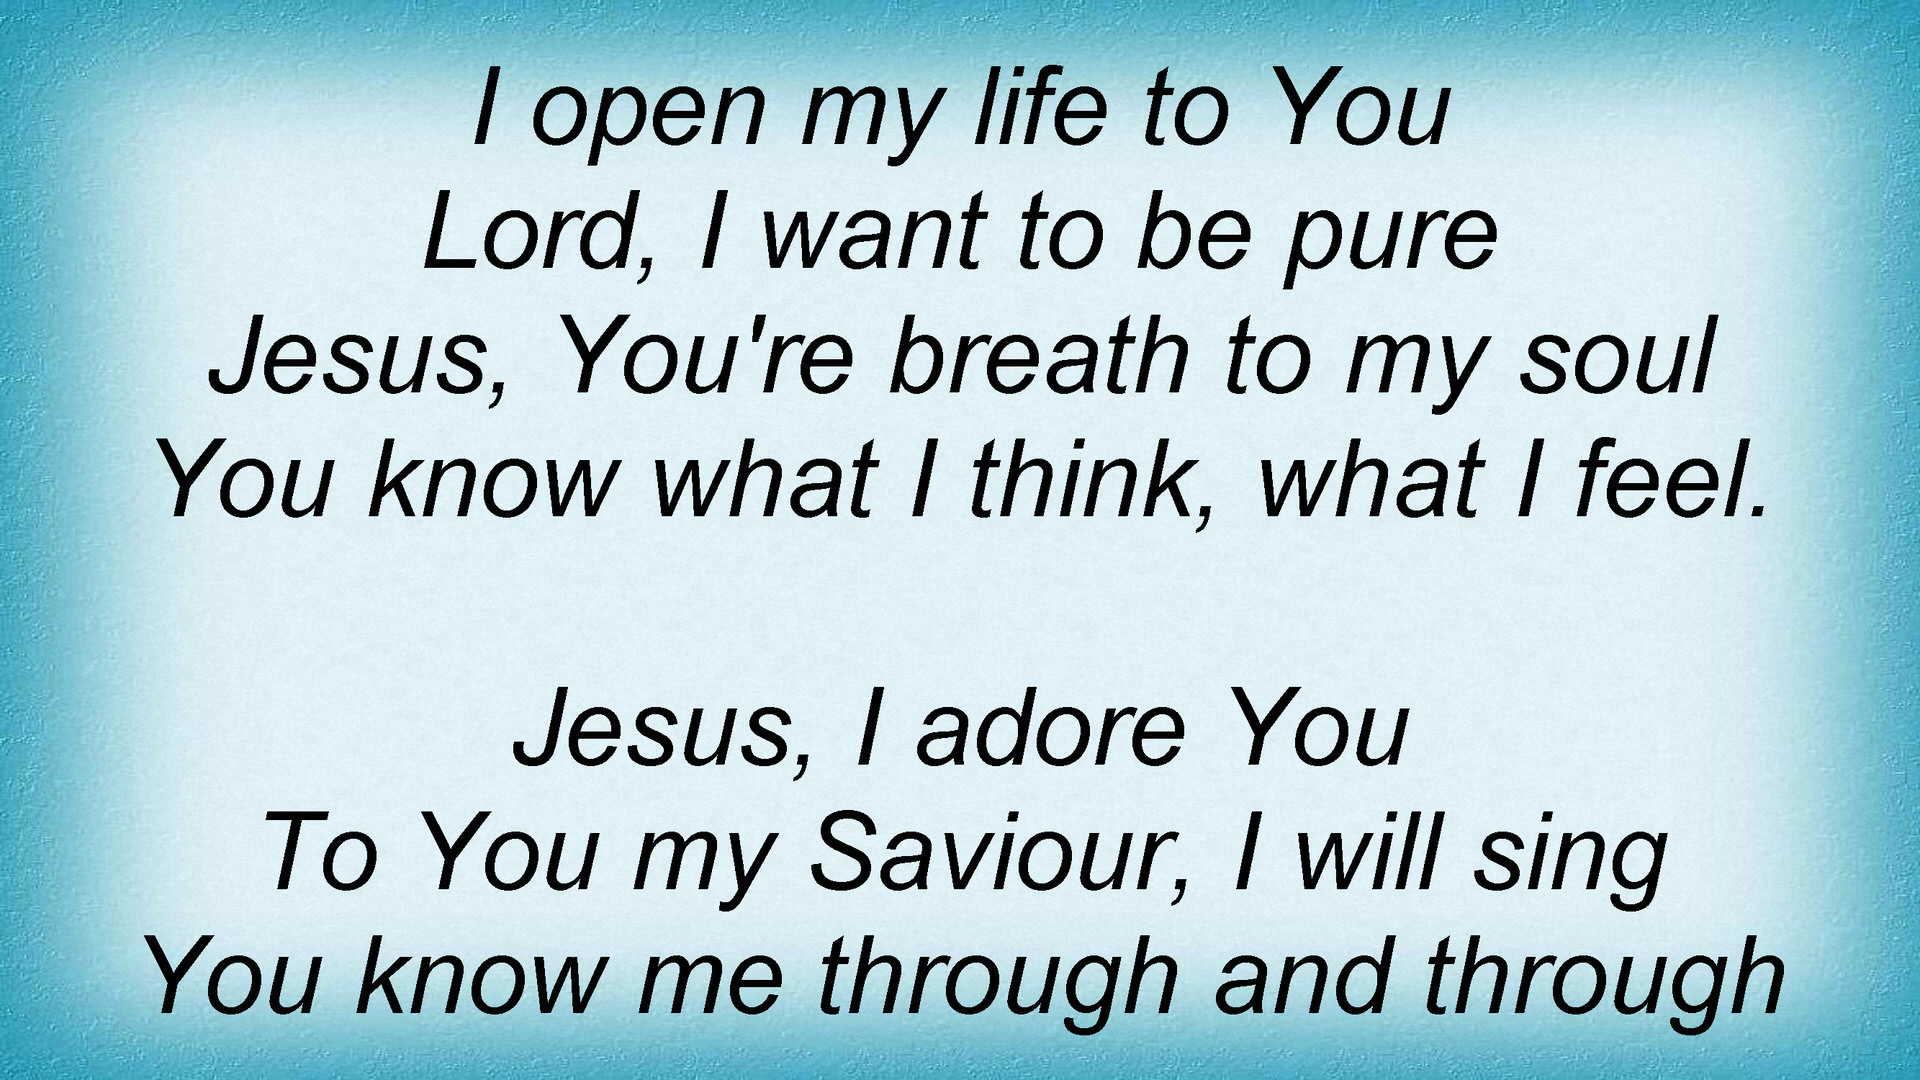 I open my life to You
Lord, I want to be pure
Jesus, You're breath to my soul
You know what I think, what I feel.
Jesus, I adore You
To You my Saviour, I will sing
You know me through and through